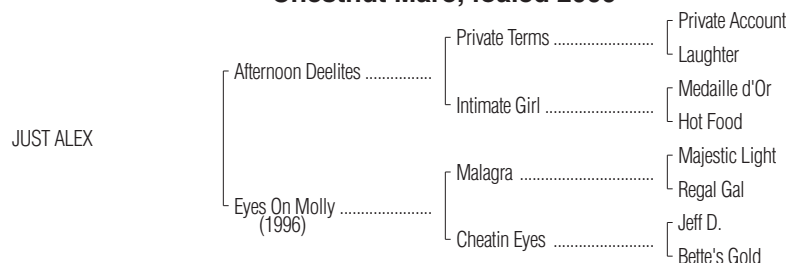 Chestnut Mare; foaled
Private Account
Private Terms ....................
Laughter
Afternoon Deelites ................
Medaille d'Or
Intimate Girl ......................
Hot Food
JUST ALEX
Majestic Light
Malagra ...........................
Regal Gal
Eyes On Molly ......................
(1996)
Jeff D.
Cheatin Eyes ....................
Bette's Gold